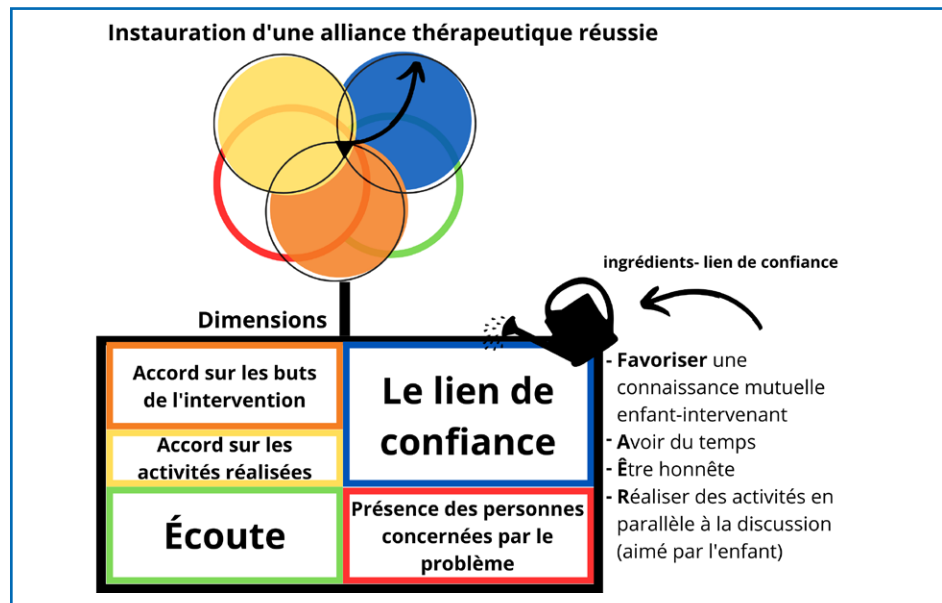 Instauration d'une alliance thérapeutique réussie
ingrédients- lien de confiance
Dimensions
Accord sur les buts
de l'intervention
Le lien de
confiance
Accord sur les
activités réalisées
Écoute
Présence des personnes
concernées par le
problème
- Favoriser une
connaissance mutuelle
enfant-intervenant
- Avoir du temps
- Être honnête
- Réaliser des activités en
parallèle à la discussion
(aimé par l'enfant)